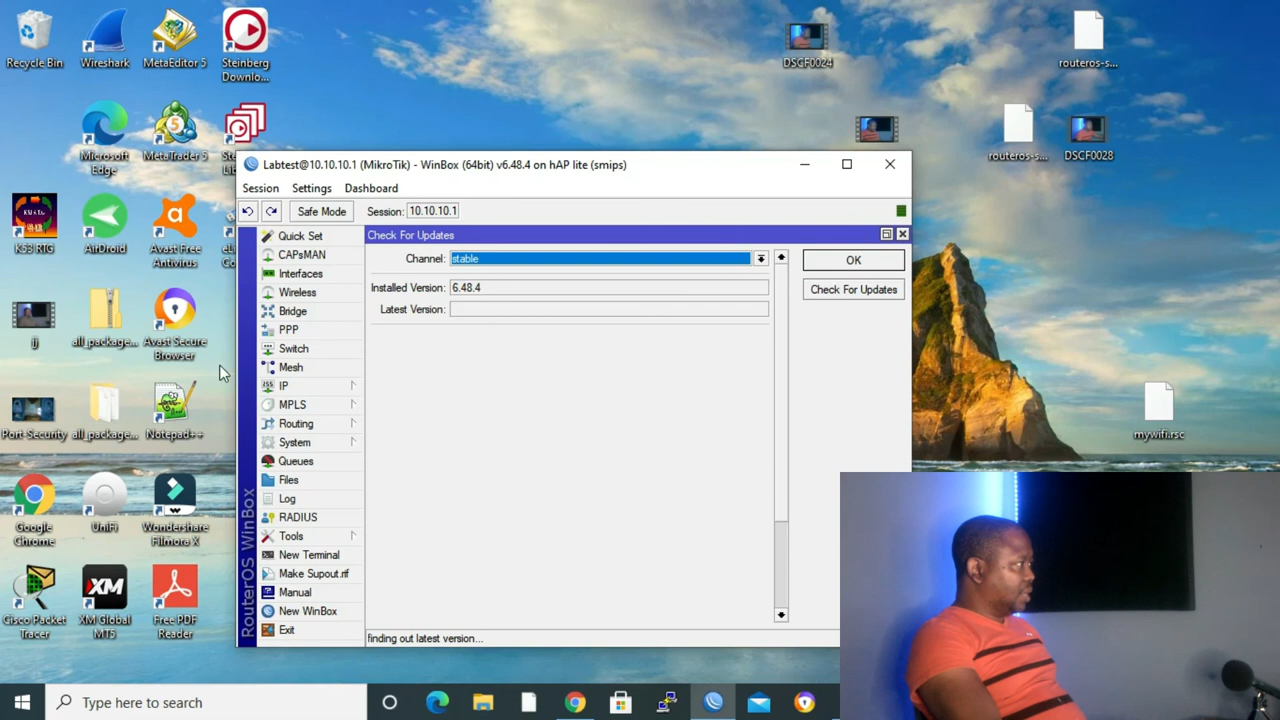 Recycle Bin
Wireshark
MetaEditor 5
Steinberg
Downlo...
Microsoft
Edge
MetaTrader 5
K53 RTG
AirDroid
Avast Free
Antivirus
jj
all_package...
Avast Secure
Browser
Port-Security
all_package...
Notepad++
Google
Chrome
UniFi
Wondershare
Filmora X
Cisco Packet
Tracer
XM
XM Global
MT5
Free PDF
Reader
DSCF0024
routeros-s...
routeros-s...
DSCF0028
mywifi.rsc
Labtest@10.10.10.1 (MikroTik) - WinBox (64bit) v6.48.4 on hAP lite (smips)
Session Settings Dashboard
Safe Mode Session: 10.10.10.1
RouterOS WinBox
Quick Set
CAPsMAN
Interfaces
Wireless
Bridge
PPP
Switch
Mesh
IP
MPLS
Routing
System
Queues
Files
Log
RADIUS
Tools
New Terminal
Make Supout.rif
Manual
New WinBox
Exit
Check For Updates
Channel: stable
Installed Version: 6.48.4
Latest Version:
OK
Check For Updates
finding out latest version...
Type here to search